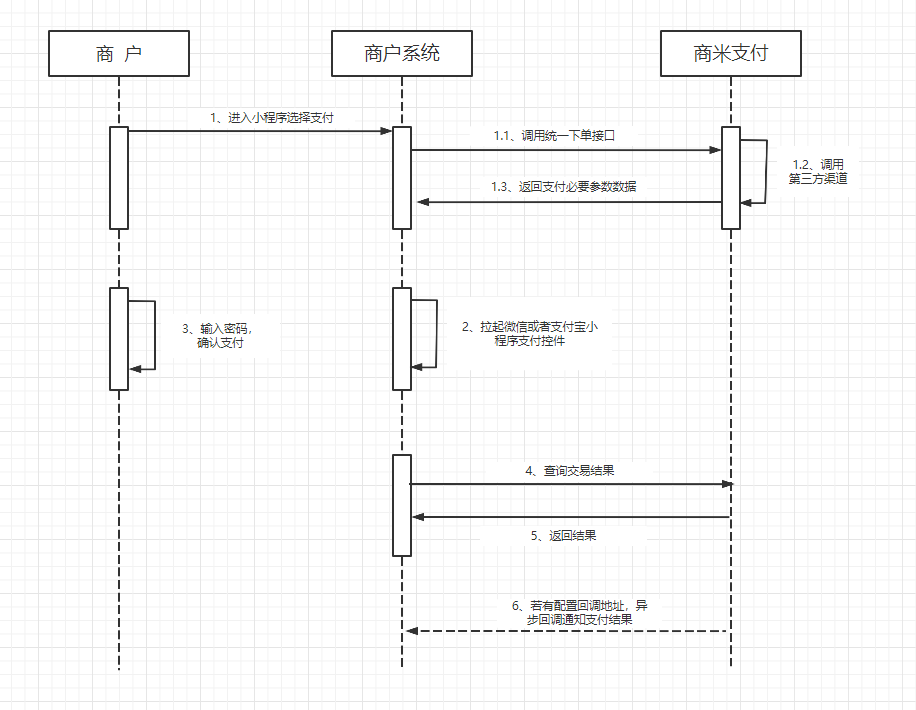 商 户
商户系统
商米支付
1、进入小程序选择支付
1.1、调用统一下单接口
1.2、调用
第三方渠道
1.3、返回支付必要参数数据
3、输入密码，
确认支付
2、拉起微信或者支付宝小
程序支付控件
4、查询交易结果
5、返回结果
6、若有配置回调地址，异
步回调通知支付结果